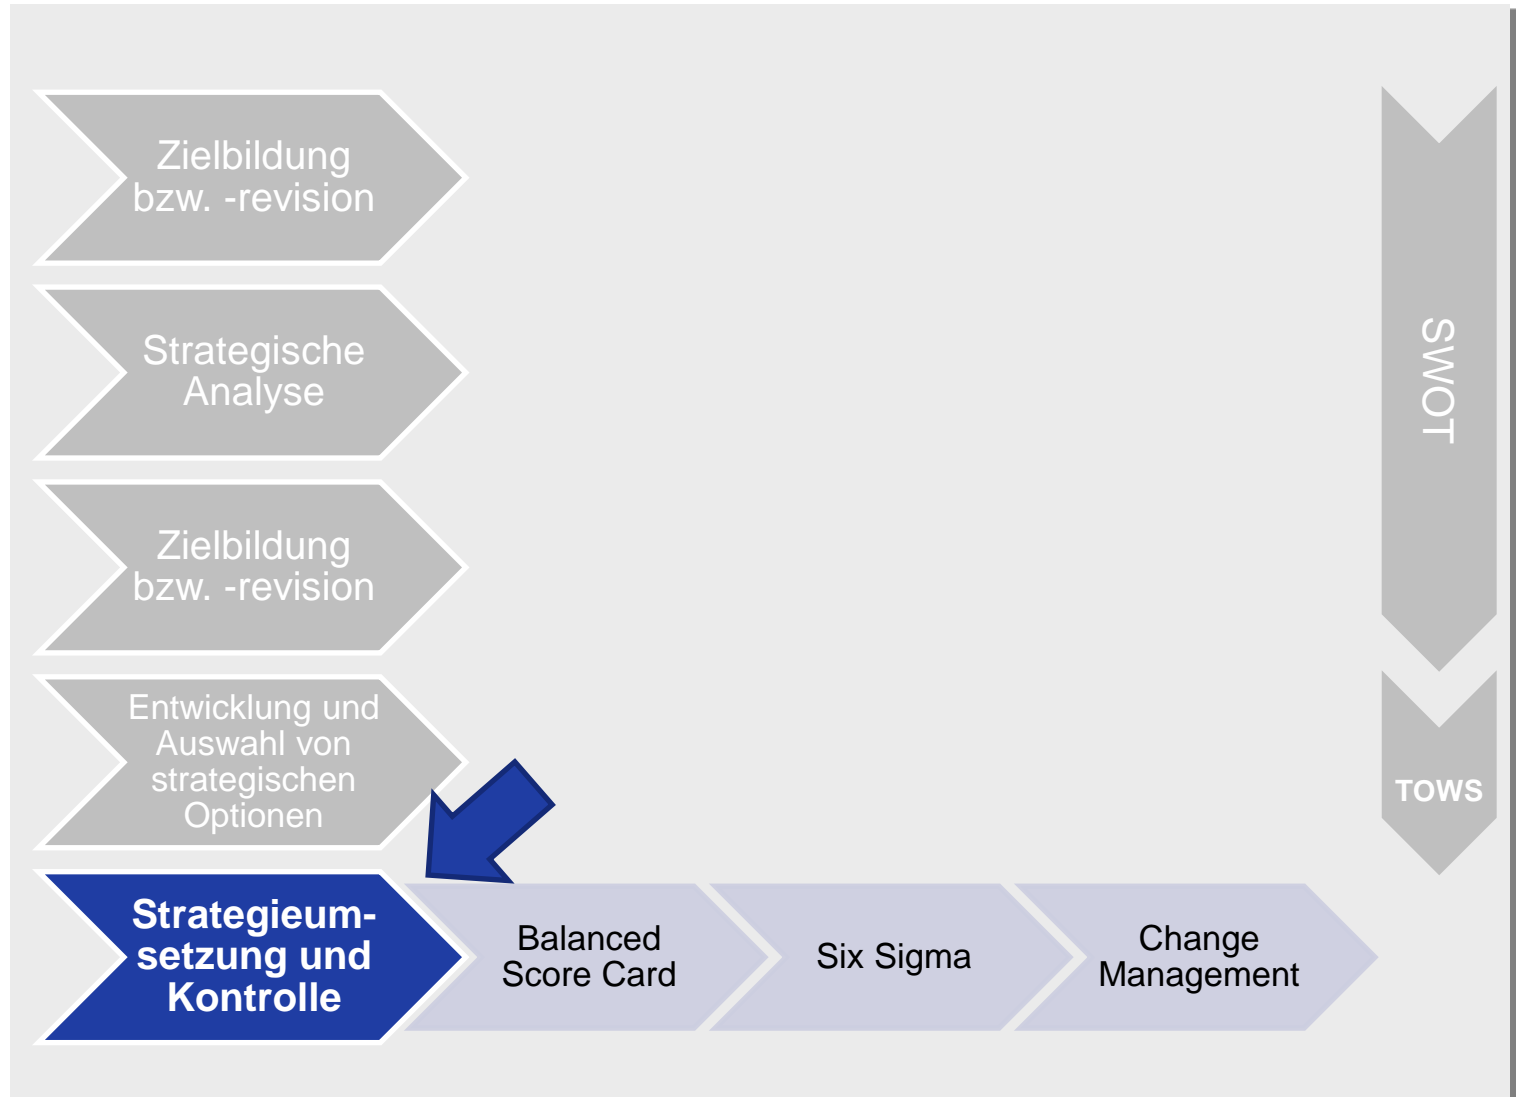 Zielbildung
bzw. -revision
Strategische
Analyse
Zielbildung
bzw. -revision
Entwicklung und
Auswahl von
strategischen
Optionen
Strategieum-
setzung und
Kontrolle
Balanced
Score Card
Six Sigma
Change
Management
SWOT
TOWS